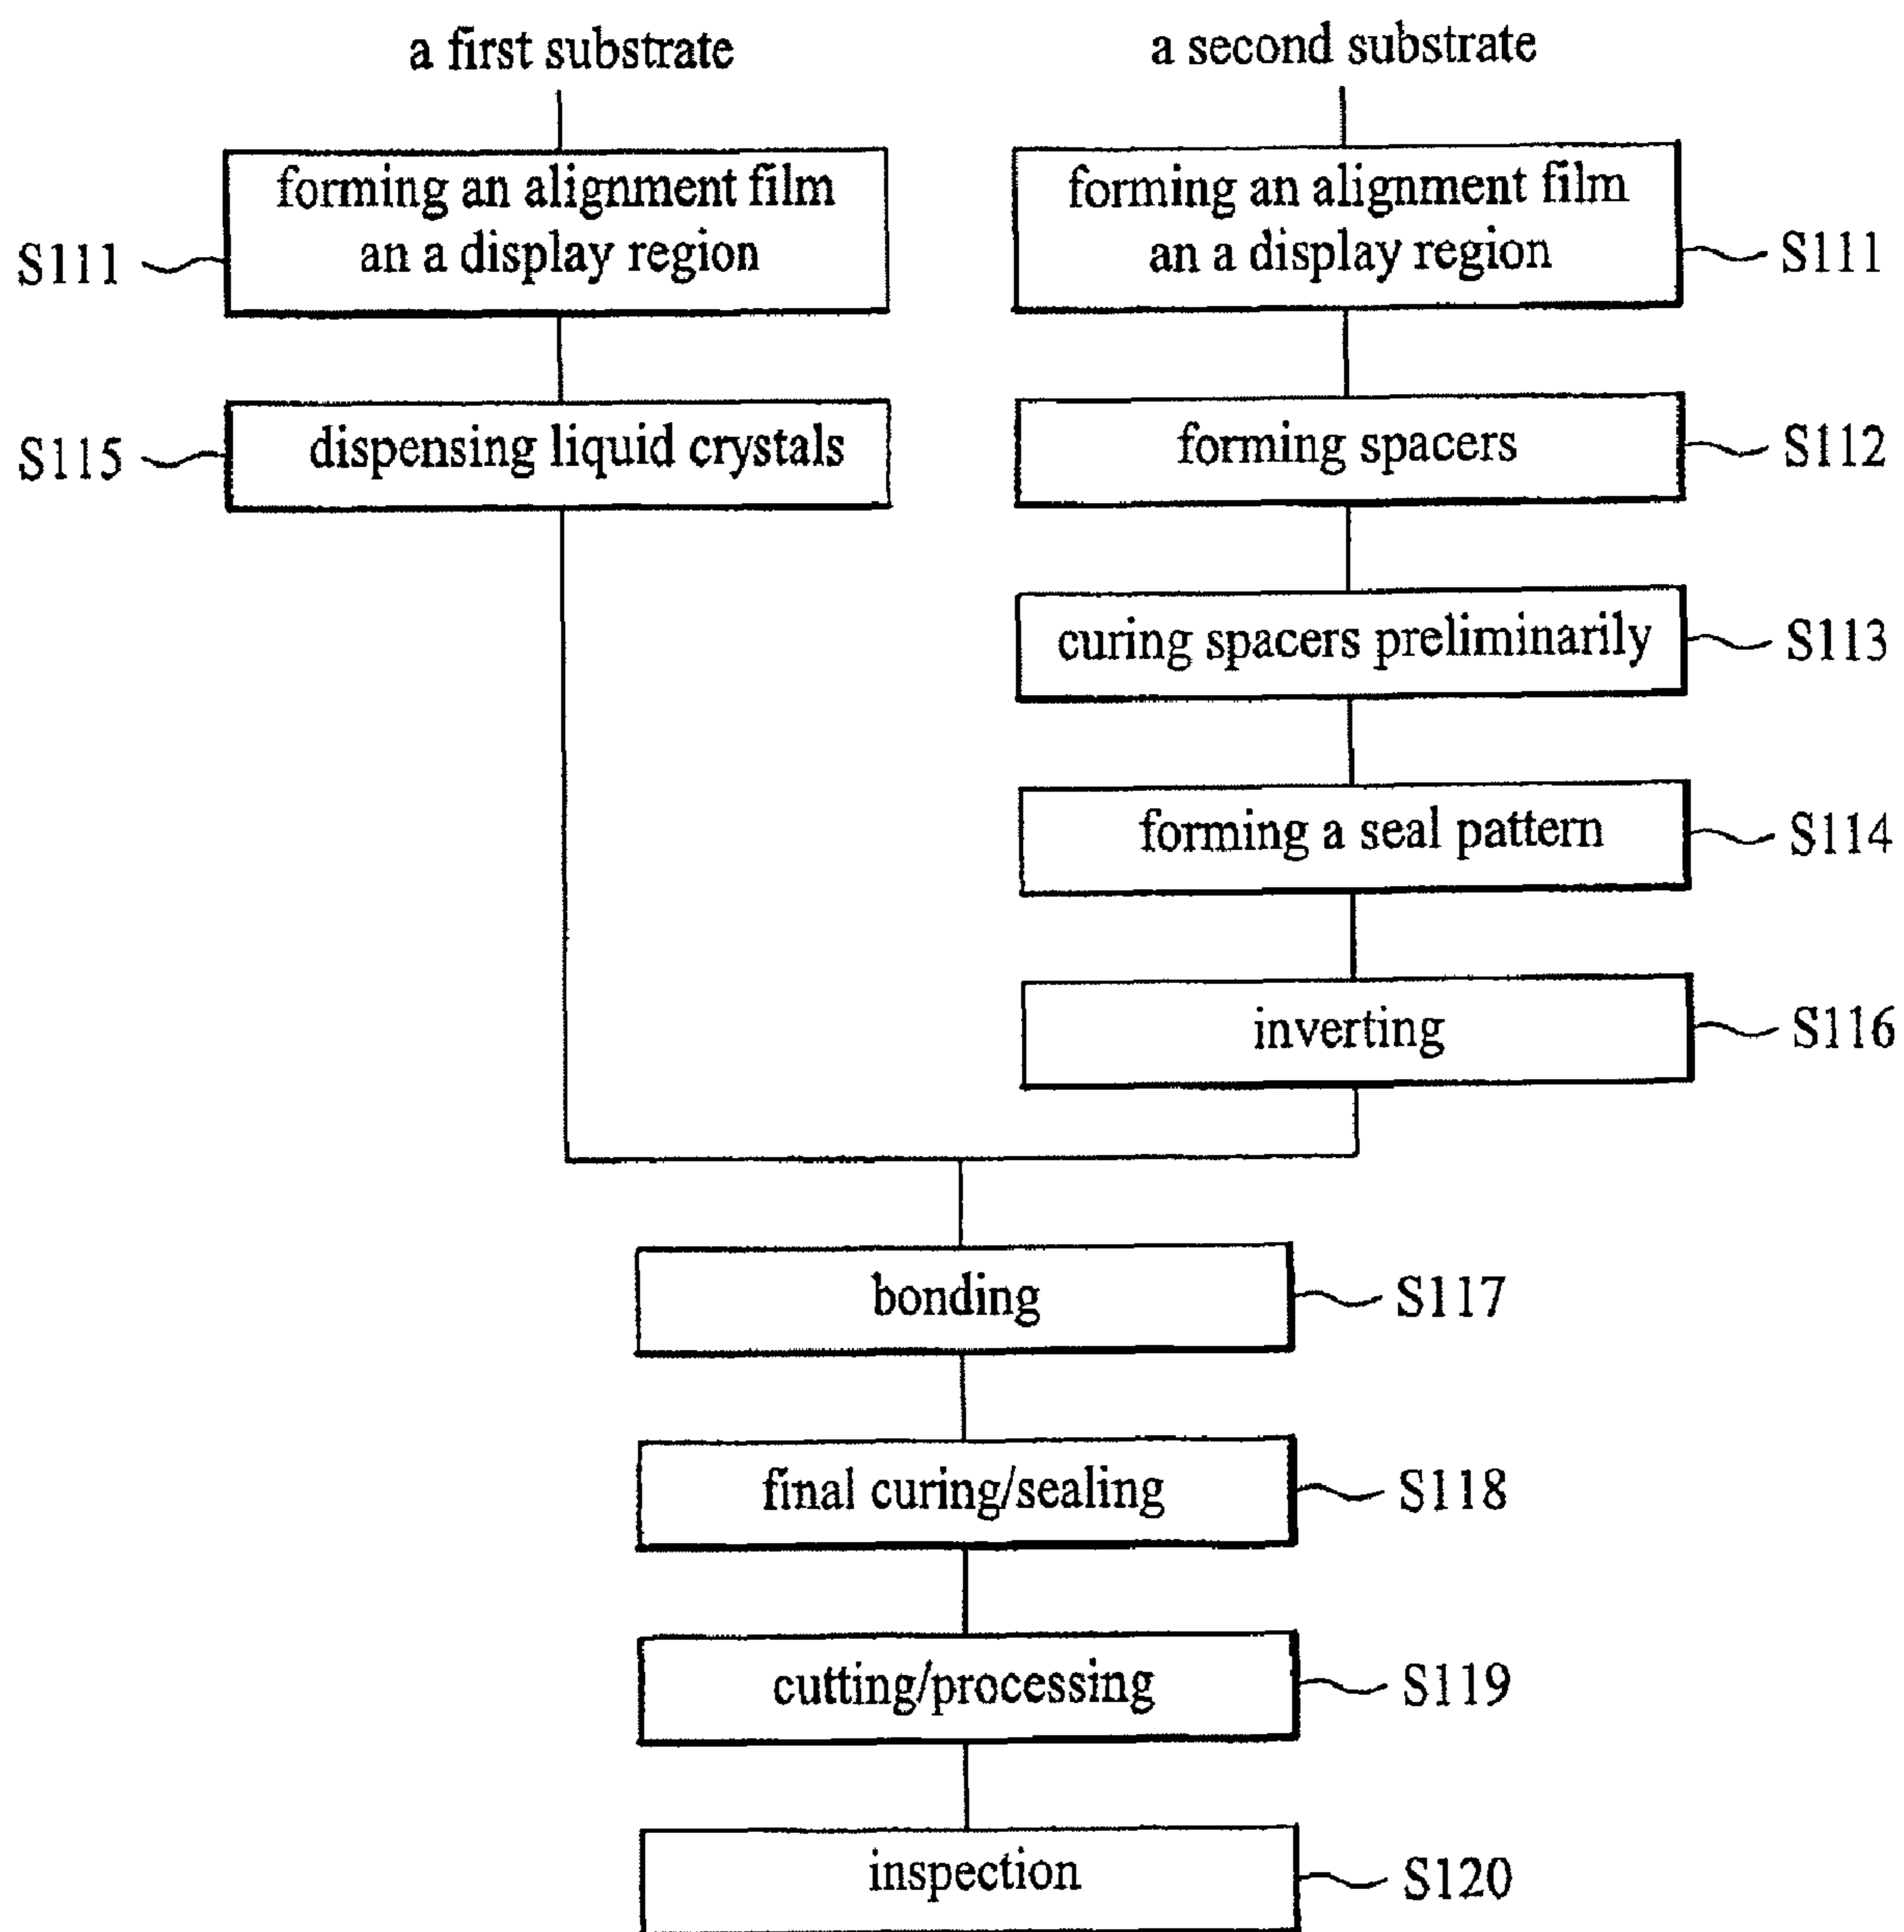 a first substrate
a second substrate
forming an alignment film
an a display region
S111
forming an alignment film
an a display region
S111
S115
dispensing liquid crystals
forming spacers
S112
curing spacers preliminarily
S113
forming a seal pattern
S114
inverting
S116
bonding
S117
final curing/sealing
S118
cutting/processing
S119
inspection
S120